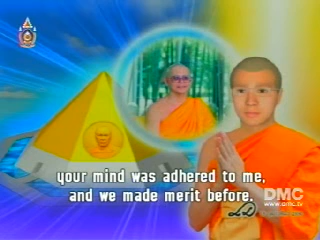 your mind was adhered to me,
and we made merit before.
DMC
www.dmc.tv